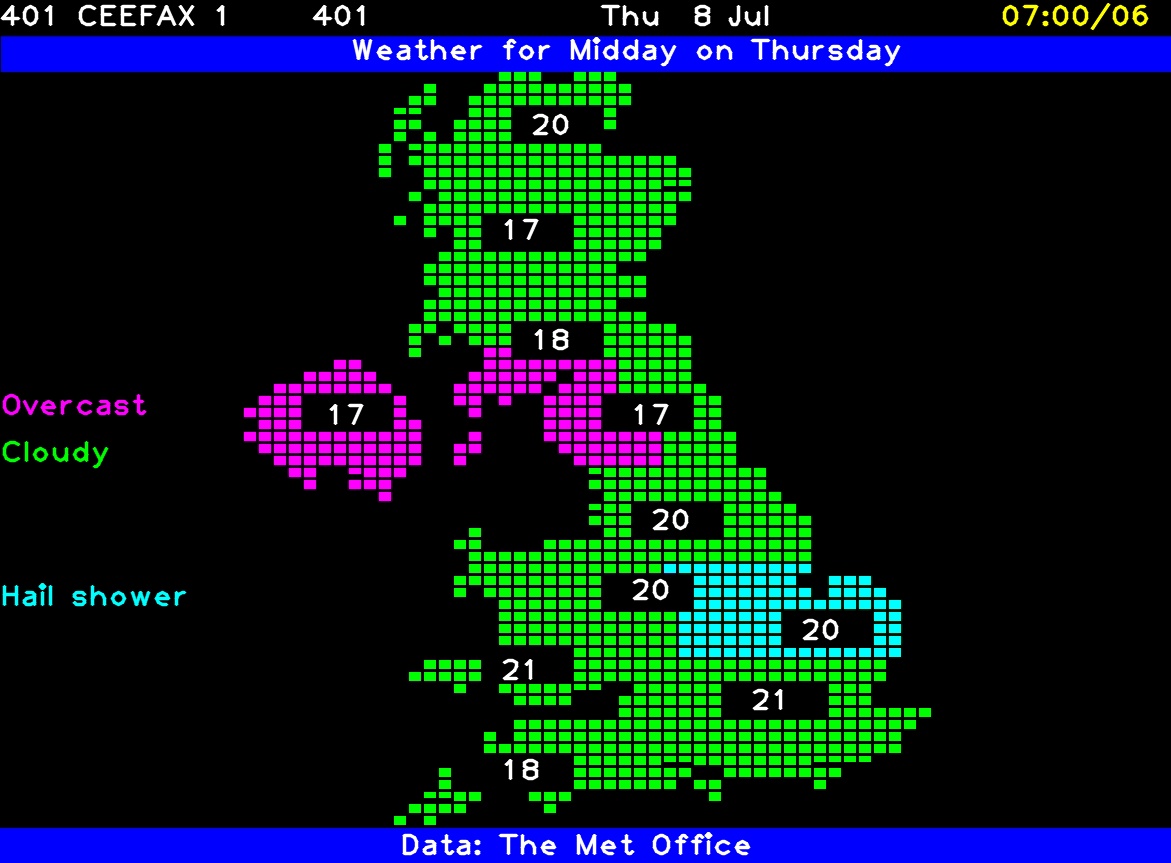 401 CEEFAX 1 401 Thu 8 Jul 07:00/06
Weather for Midday on Thursday
20
17
18
Overcast 17 17
Cloudy
20
Hail shower 20
20
21
21
18
Data: The Met Office